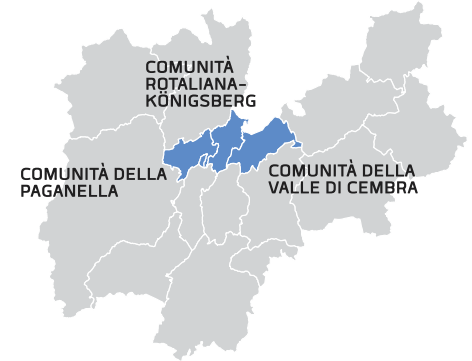 COMUNITÀ
ROTALIANA-
KÖNIGSBERG
COMUNITÀ DELLA
PAGANELLA
COMUNITÀ DELLA
VALLE DI CEMBRA